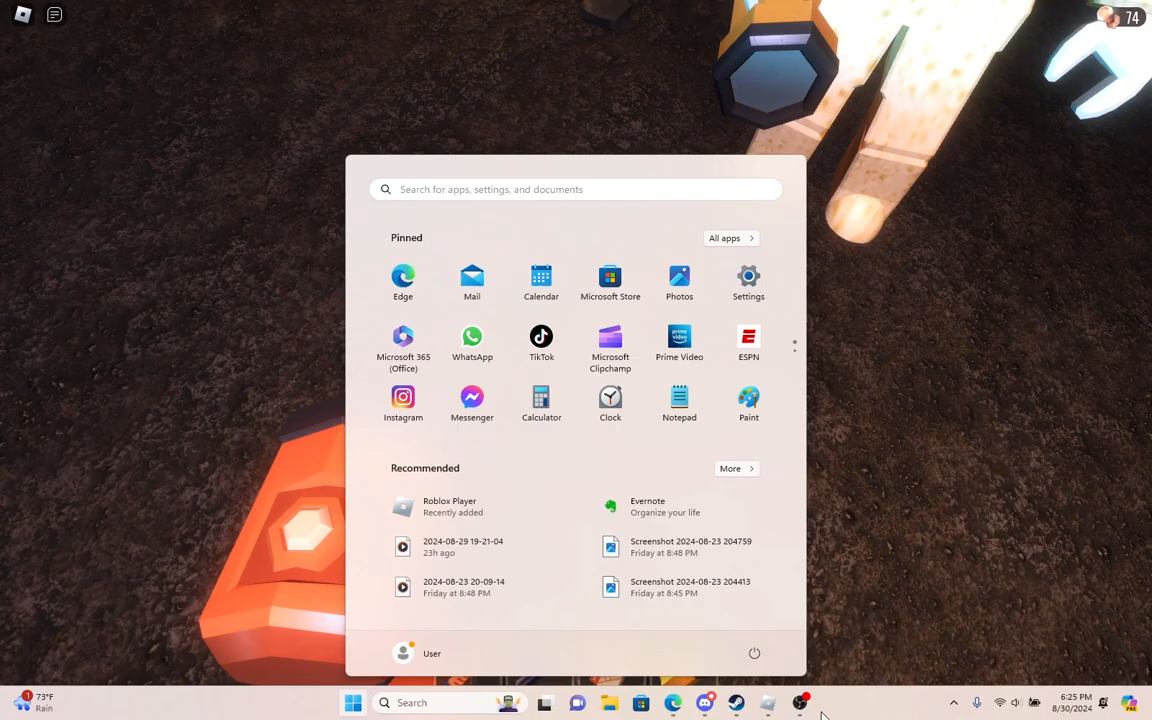 74
Search for apps, settings, and documents
Pinned
All apps
Edge
Mail
Calendar
Microsoft Store
Photos
Settings
Microsoft 365
(Office)
WhatsApp
TikTok
Microsoft
Clipchamp
Prime Video
ESPN
Instagram
Messenger
Calculator
Clock
Notepad
Paint
Recommended
More
Roblox Player
Recently added
Evernote
Organize your life
2024-08-29 19-21-04
23h ago
Screenshot 2024-08-23 204759
Friday at 8:48 PM
2024-08-23 20-09-14
Friday at 8:48 PM
Screenshot 2024-08-23 204413
Friday at 8:45 PM
User
1
73°F
Rain
Search
6:25 PM
8/30/2024
PRE